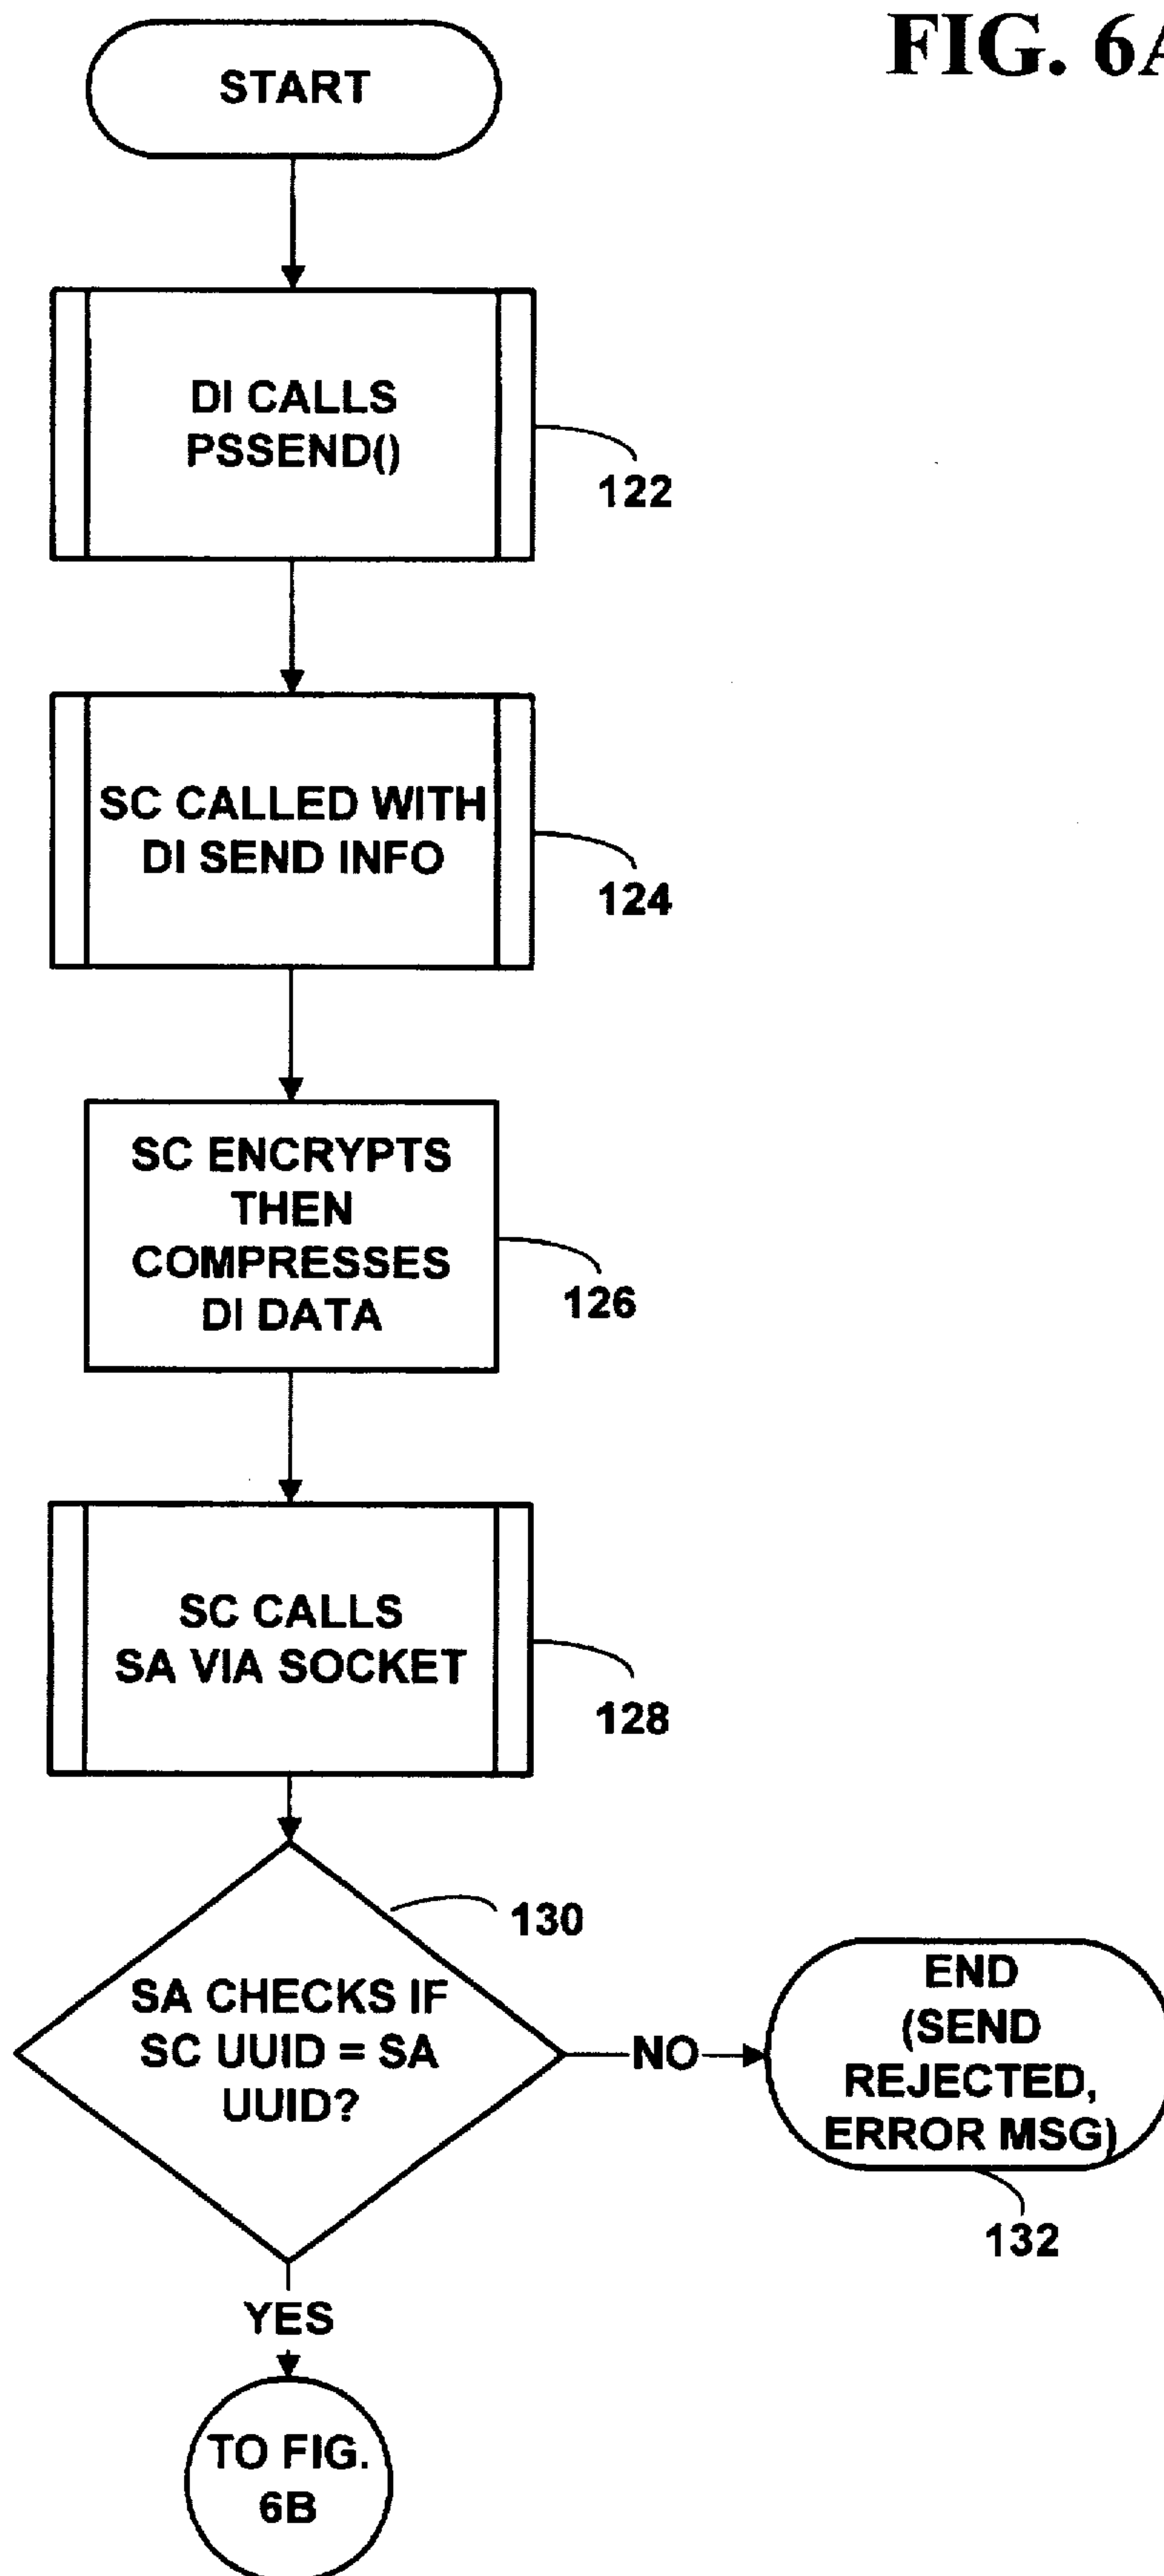 FIG. 6A
START
DI CALLS
PSSEND()
122
SC CALLED WITH
DI SEND INFO
124
SC ENCRYPTS
THEN
COMPRESSES
DI DATA
126
SC CALLS
SA VIA SOCKET
128
130
SA CHECKS IF
SC UUID = SA
UUID?
NO
END
(SEND
REJECTED,
ERROR MSG)
132
YES
TO FIG.
6B